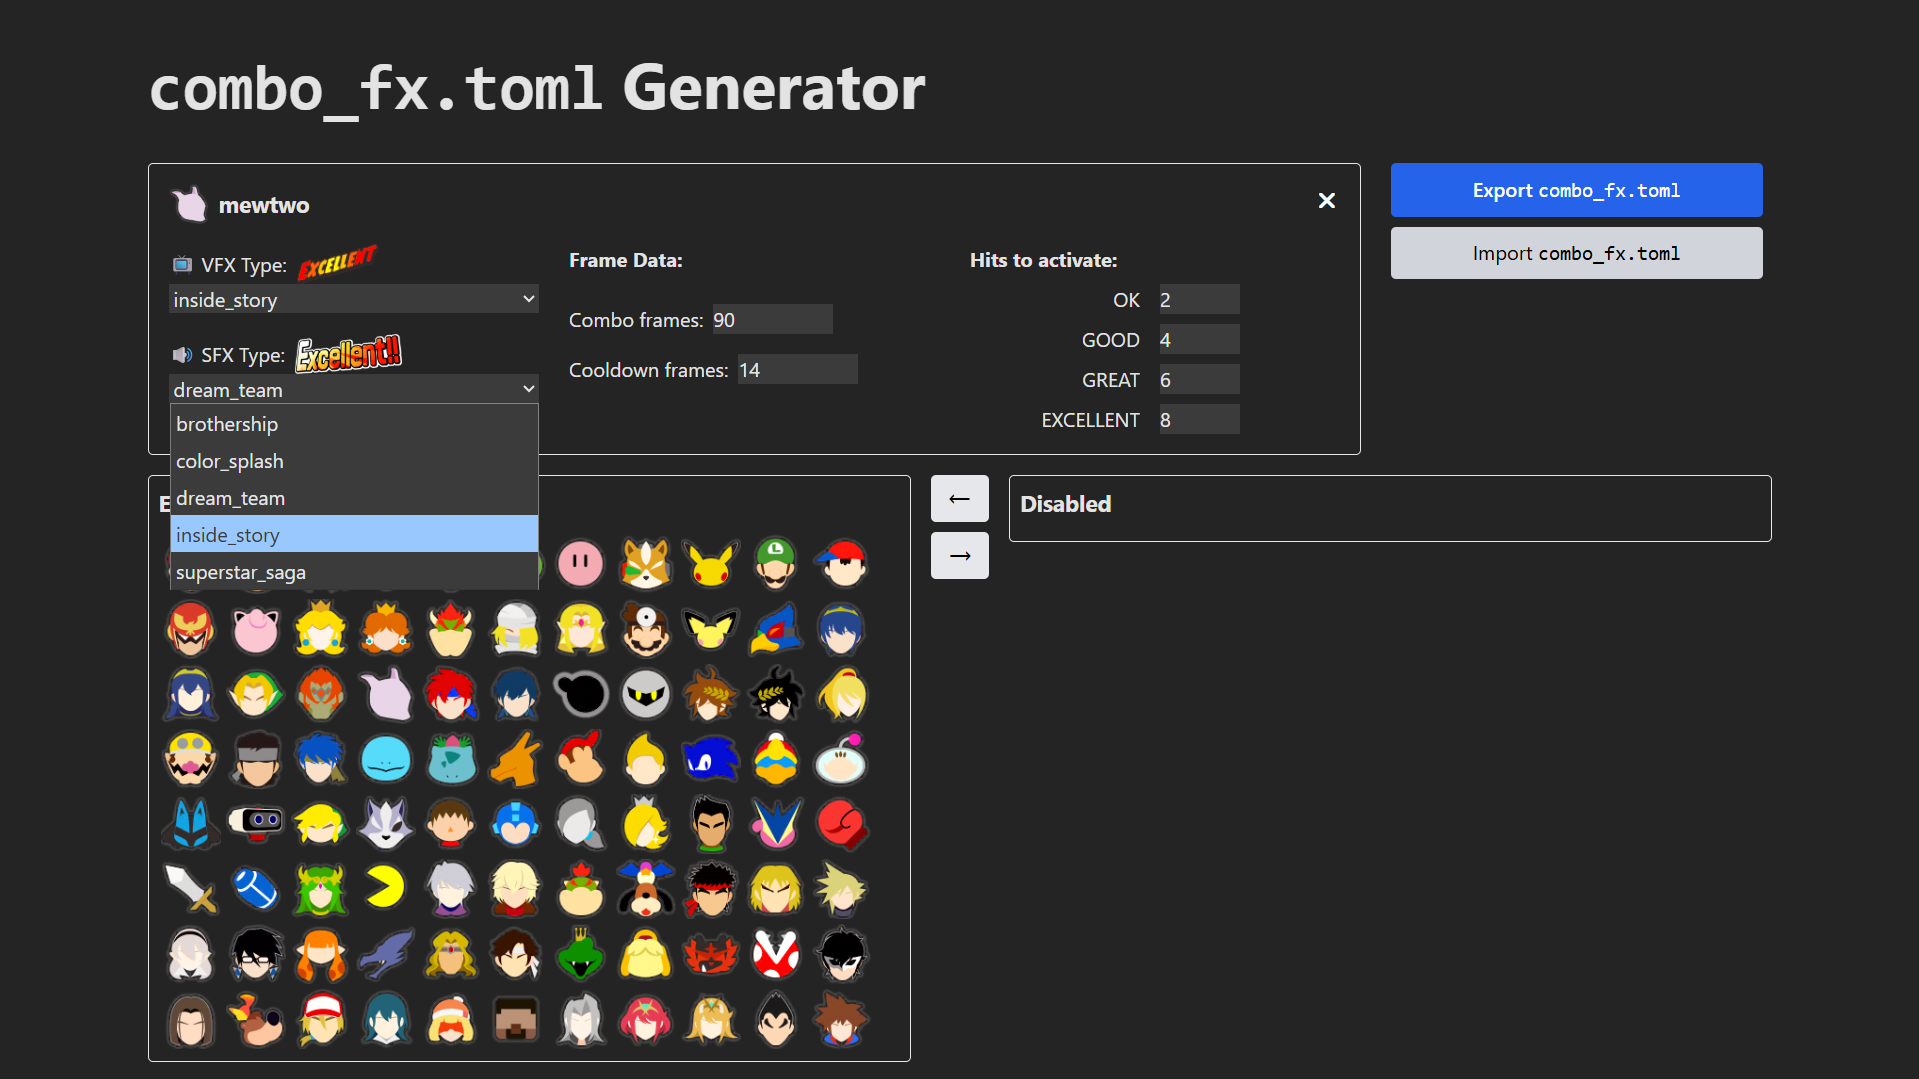 combo_fx.toml Generator
mewtwo
VFX Type: EXCELLENT
inside_story
SFX Type: Excellent!!
dream_team
brothership
color_splash
dream_team
inside_story
superstar_saga
Frame Data:
Combo frames: 90
Cooldown frames: 14
Hits to activate:
OK 2
GOOD 4
GREAT 6
EXCELLENT 8
Export combo_fx.toml
Import combo_fx.toml
←
→
Disabled